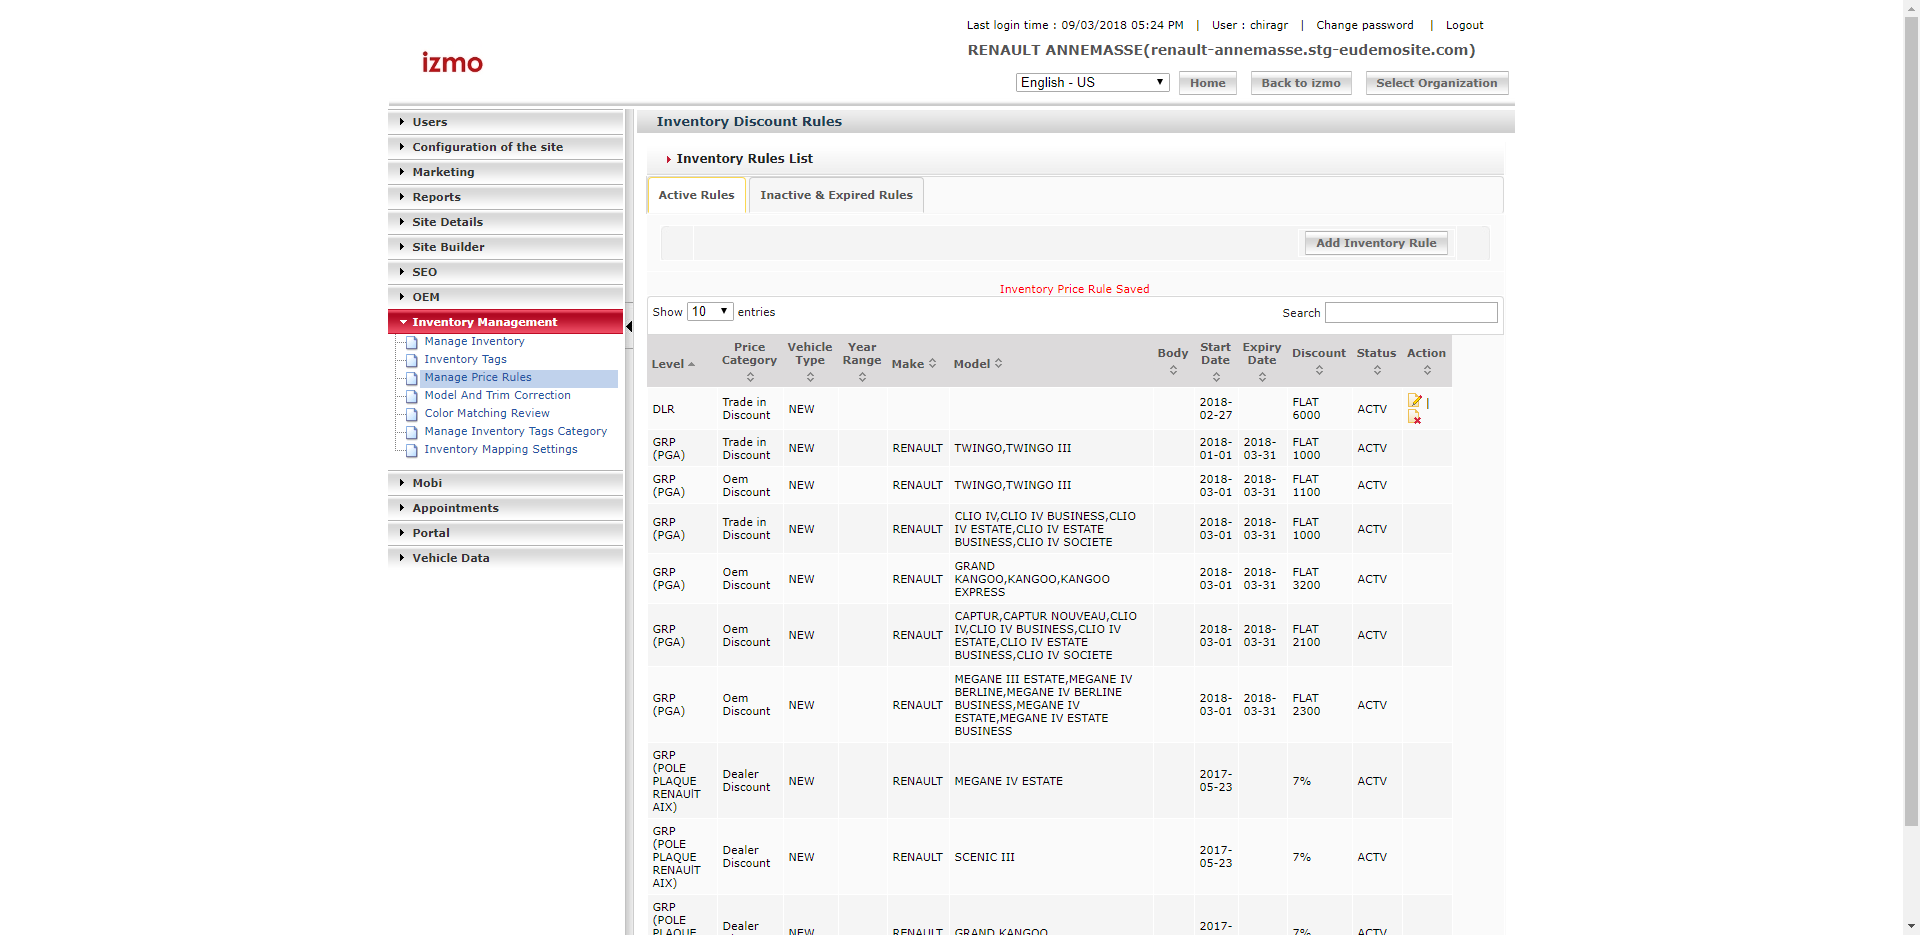 Last login time : 09/03/2018 05:24 PM | User : chiragr | Change password | Logout
izmo
RENAULT ANNEMASSE(renault-annemasse.stg-eudemosite.com)
English - US Home Back to izmo Select Organization
Users
Configuration of the site
Marketing
Reports
Site Details
Site Builder
SEO
OEM
Inventory Management
Manage Inventory
Inventory Tags
Manage Price Rules
Model And Trim Correction
Color Matching Review
Manage Inventory Tags Category
Inventory Mapping Settings
Mobi
Appointments
Portal
Vehicle Data
Inventory Discount Rules
Inventory Rules List
Active Rules Inactive & Expired Rules
Add Inventory Rule
Inventory Price Rule Saved
Show 10 entries Search
Level Price Category Vehicle Type Year Range Make Model Body Start Date Expiry Date Discount Status Action
DLR Trade in Discount NEW 2018-02-27 FLAT 6000 ACTV |
GRP (PGA) Trade in Discount NEW RENAULT TWINGO,TWINGO III 2018-01-01 2018-03-31 FLAT 1000 ACTV
GRP (PGA) Oem Discount NEW RENAULT TWINGO,TWINGO III 2018-03-01 2018-03-31 FLAT 1100 ACTV
GRP (PGA) Trade in Discount NEW RENAULT CLIO IV,CLIO IV BUSINESS,CLIO IV ESTATE,CLIO IV ESTATE BUSINESS,CLIO IV SOCIETE 2018-03-01 2018-03-31 FLAT 1000 ACTV
GRP (PGA) Oem Discount NEW RENAULT GRAND KANGOO,KANGOO,KANGOO EXPRESS 2018-03-01 2018-03-31 FLAT 3200 ACTV
GRP (PGA) Oem Discount NEW RENAULT CAPTUR,CAPTUR NOUVEAU,CLIO IV,CLIO IV BUSINESS,CLIO IV ESTATE,CLIO IV ESTATE BUSINESS,CLIO IV SOCIETE 2018-03-01 2018-03-31 FLAT 2100 ACTV
GRP (PGA) Oem Discount NEW RENAULT MEGANE III ESTATE,MEGANE IV BERLINE,MEGANE IV BERLINE BUSINESS,MEGANE IV ESTATE,MEGANE IV ESTATE BUSINESS 2018-03-01 2018-03-31 FLAT 2300 ACTV
GRP (POLE PLAQUE RENAUlT AIX) Dealer Discount NEW RENAULT MEGANE IV ESTATE 2017-05-23 7% ACTV
GRP (POLE PLAQUE RENAUlT AIX) Dealer Discount NEW RENAULT SCENIC III 2017-05-23 7% ACTV
GRP (POLE PLAQUE Dealer NEW RENAULT GRAND KANGOO 2017- 7% ACTV